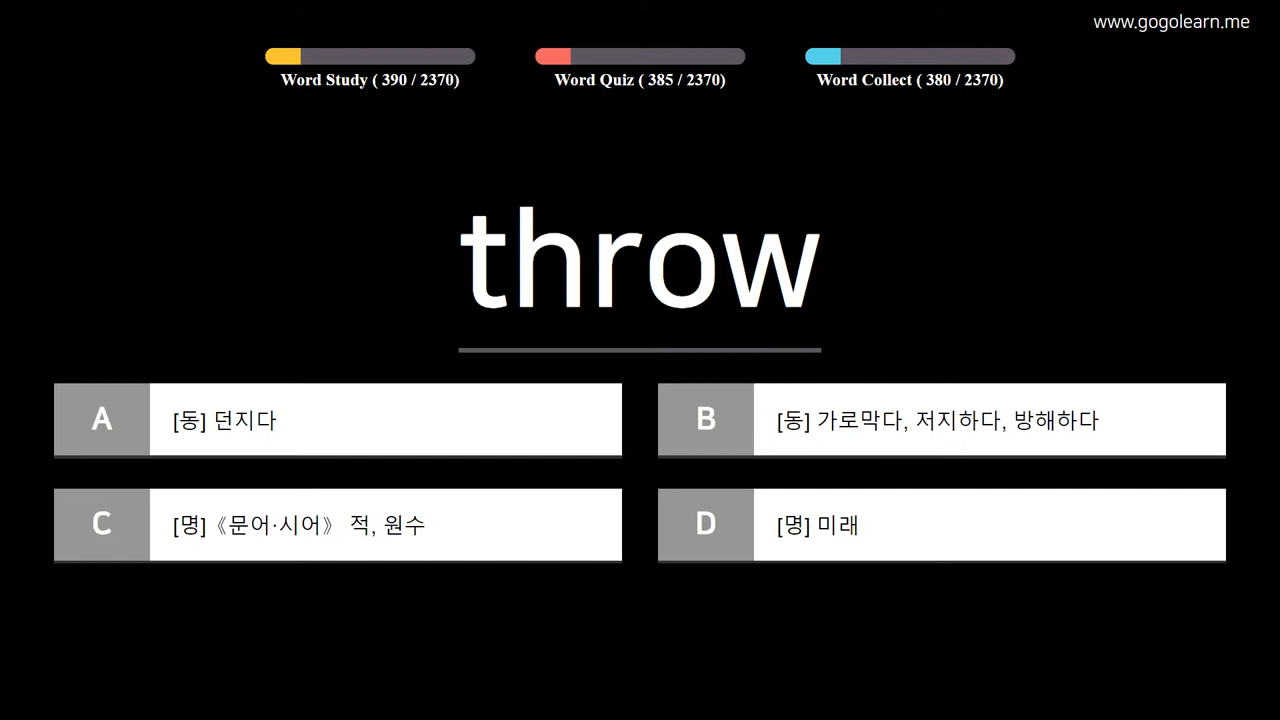 www.gogolearn.me
Word Study ( 390 / 2370)
Word Quiz ( 385 / 2370)
Word Collect ( 380 / 2370)
throw
A [동] 던지다
B [동] 가로막다, 저지하다, 방해하다
C [명]《문어·시어》 적, 원수
D [명] 미래